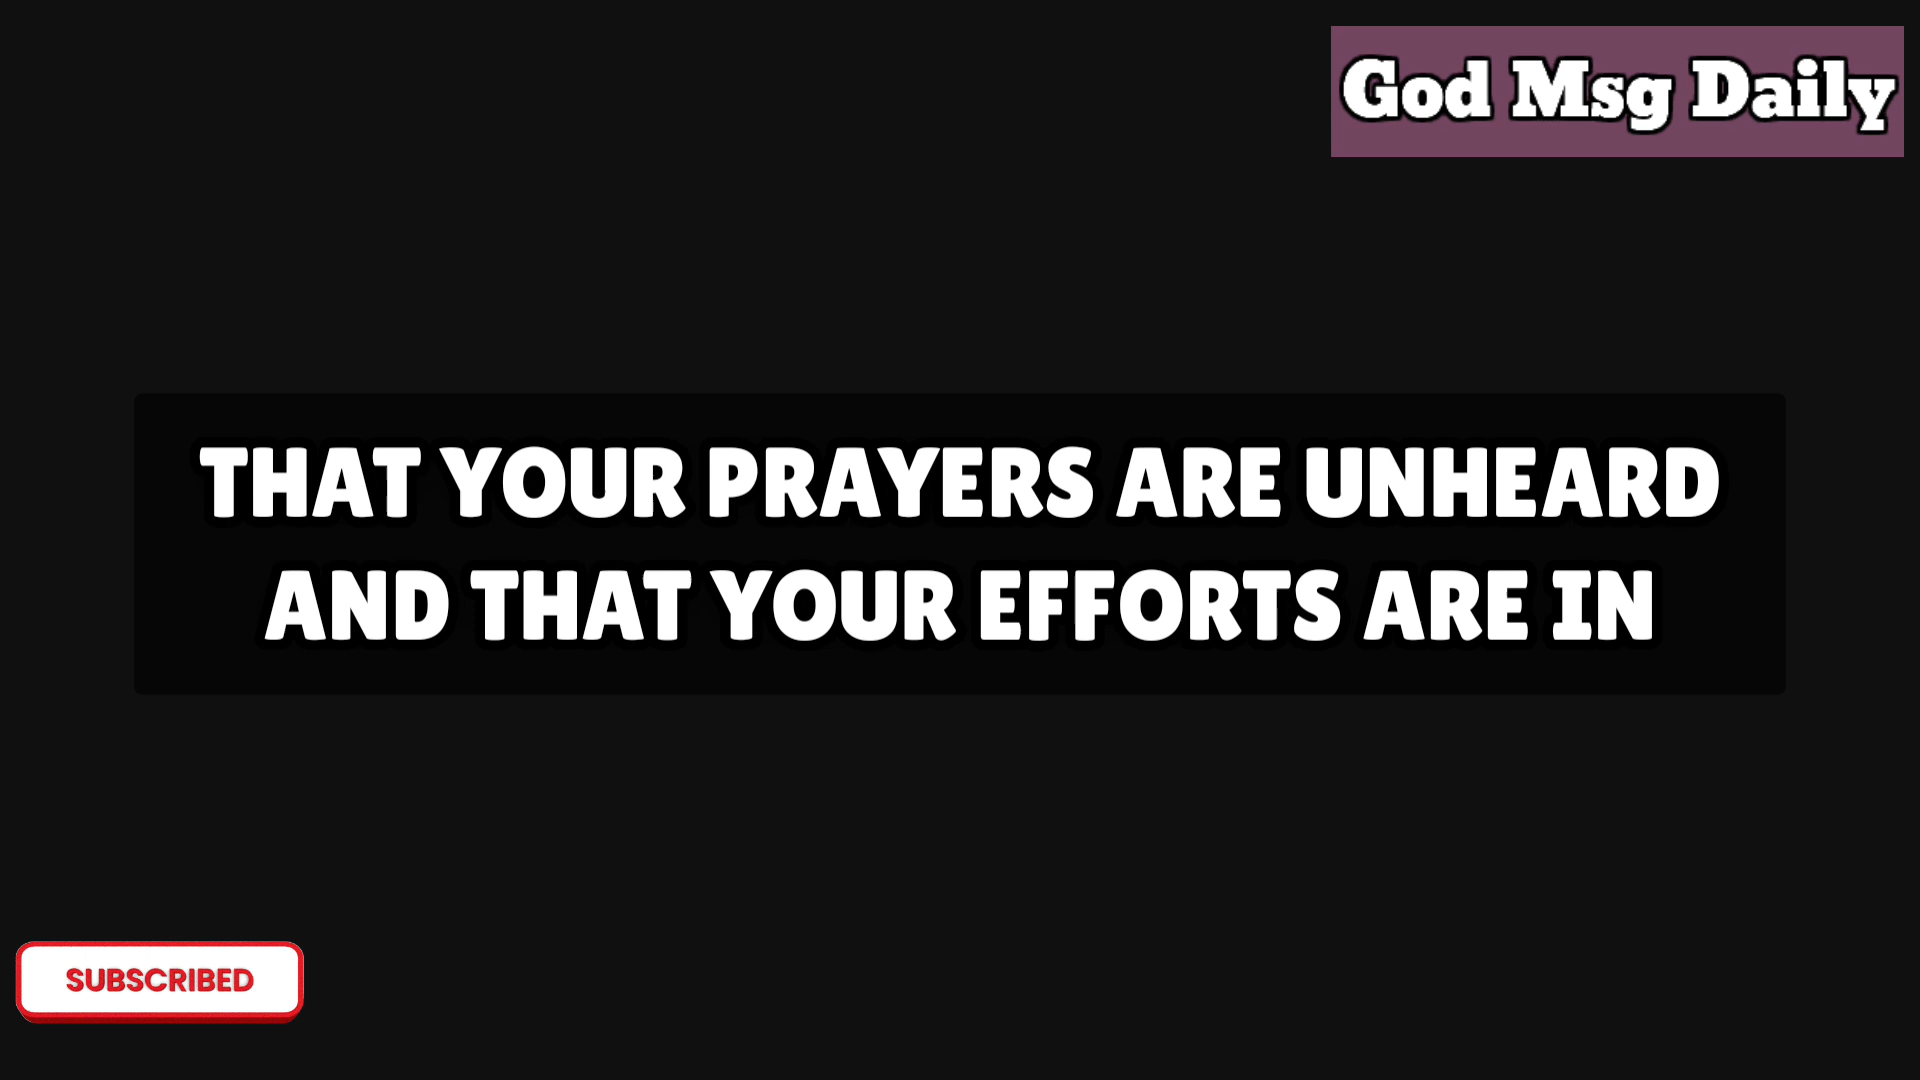 God Msg Daily
THAT YOUR PRAYERS ARE UNHEARD
AND THAT YOUR EFFORTS ARE IN
SUBSCRIBED